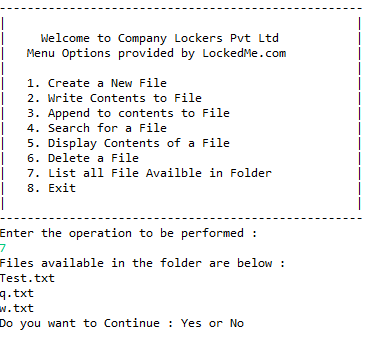 Welcome to Company Lockers Pvt Ltd
Menu Options provided by LockedMe.com
1. Create a New File
2. Write Contents to File
3. Append to contents to File
4. Search for a File
5. Display Contents of a File
6. Delete a File
7. List all File Availble in Folder
8. Exit
Enter the operation to be performed :
7
Files available in the folder are below :
Test.txt
q.txt
w.txt
Do you want to Continue : Yes or No